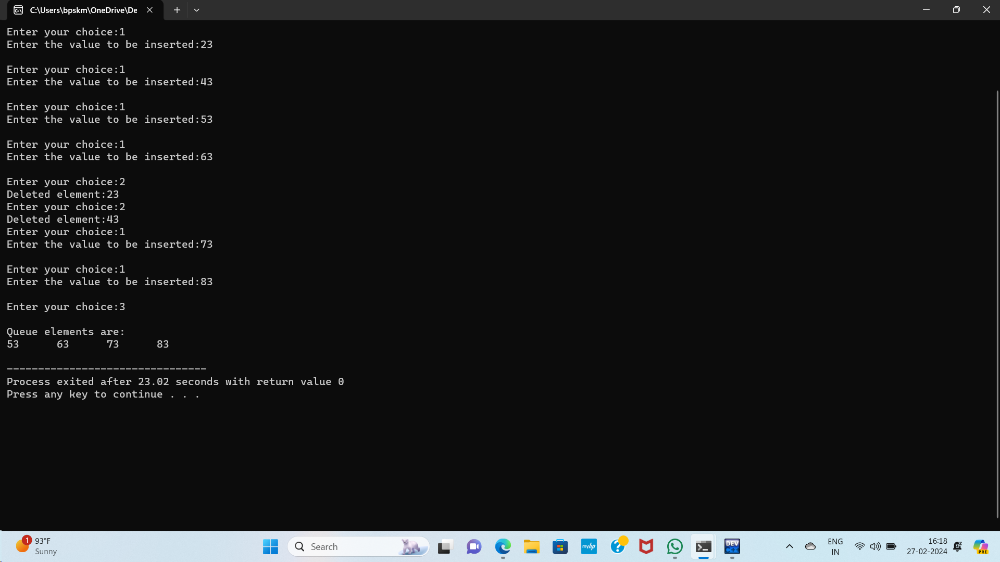 C:\Users\bpskm\OneDrive\De
Enter your choice:1
Enter the value to be inserted:23
Enter your choice:1
Enter the value to be inserted:43
Enter your choice:1
Enter the value to be inserted:53
Enter your choice:1
Enter the value to be inserted:63
Enter your choice:2
Deleted element:23
Enter your choice:2
Deleted element:43
Enter your choice:1
Enter the value to be inserted:73
Enter your choice:1
Enter the value to be inserted:83
Enter your choice:3
Queue elements are:
53 63 73 83
--------------------------------
Process exited after 23.02 seconds with return value 0
Press any key to continue . . .
1
93°F
Sunny
Search
myhp
?
DEV
C++
ENG
IN
16:18
27-02-2024
PRE